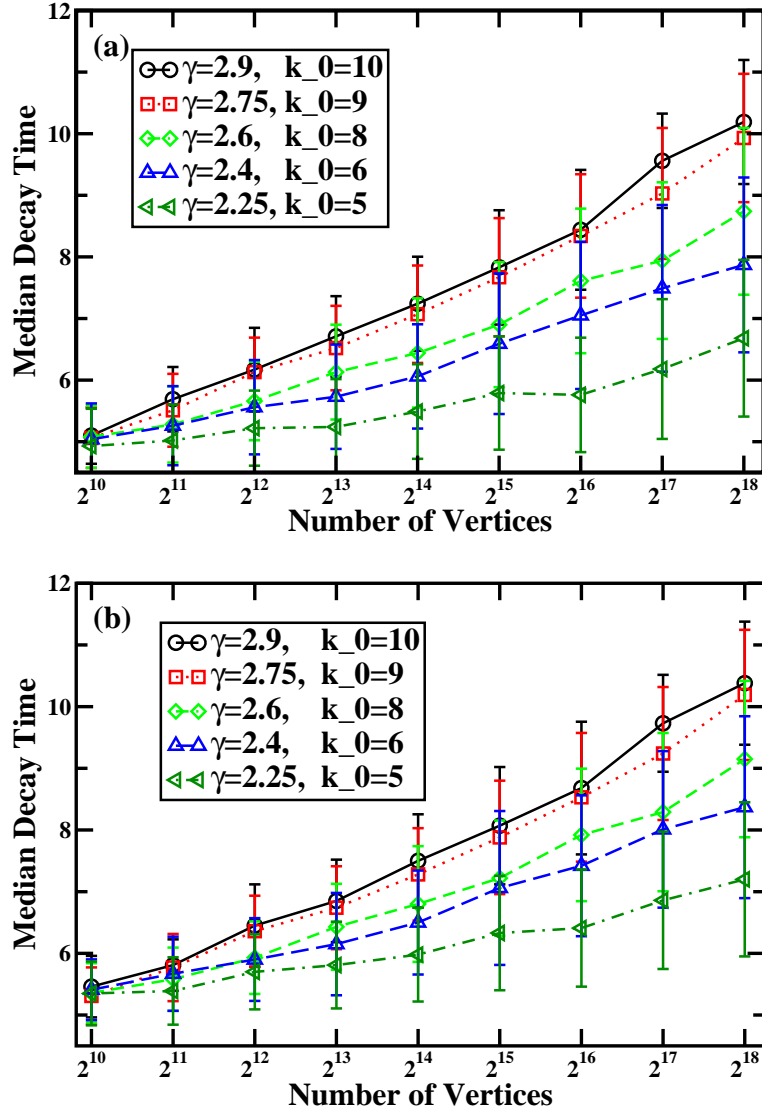 12
(a)
γ=2.9, k_0=10
γ=2.75, k_0=9
γ=2.6, k_0=8
γ=2.4, k_0=6
γ=2.25, k_0=5
10
8
6
Median Decay Time
2^10 2^11 2^12 2^13 2^14 2^15 2^16 2^17 2^18
Number of Vertices
12
(b)
γ=2.9, k_0=10
γ=2.75, k_0=9
γ=2.6, k_0=8
γ=2.4, k_0=6
γ=2.25, k_0=5
10
8
6
Median Decay Time
2^10 2^11 2^12 2^13 2^14 2^15 2^16 2^17 2^18
Number of Vertices